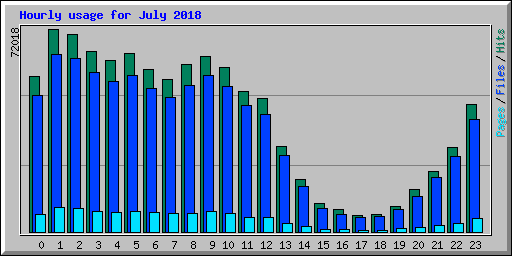 Hourly usage for July 2018
72018
Pages/Files/Hits
0 1 2 3 4 5 6 7 8 9 10 11 12 13 14 15 16 17 18 19 20 21 22 23